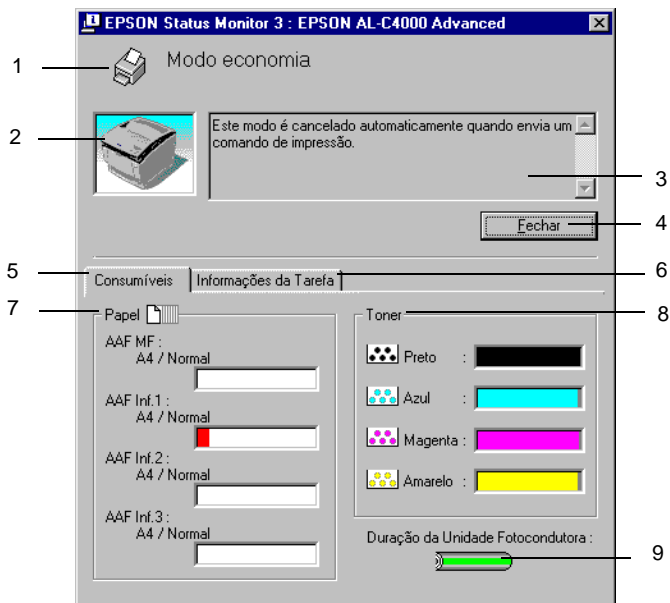 EPSON Status Monitor 3 : EPSON AL-C4000 Advanced
1
Modo economia
2
Este modo é cancelado automaticamente quando envia um
comando de impressão.
3
Fechar
4
5
Consumíveis
Informações da Tarefa
6
7
Papel
AAF MF :
A4 / Normal
AAF Inf.1 :
A4 / Normal
AAF Inf.2 :
A4 / Normal
AAF Inf.3 :
A4 / Normal
Toner
8
Preto :
Azul :
Magenta :
Amarelo :
Duração da Unidade Fotocondutora :
9